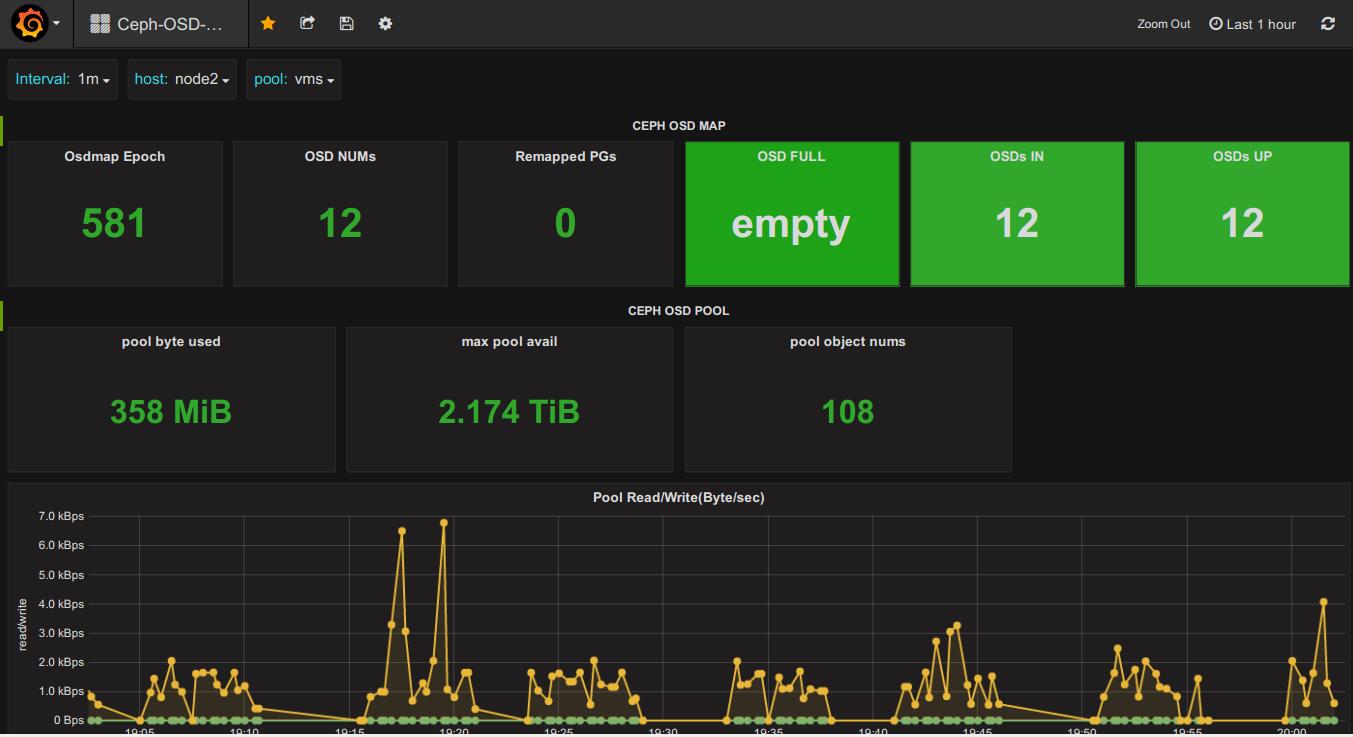 Ceph-OSD-... Zoom Out Last 1 hour
Interval: 1m host: node2 pool: vms
CEPH OSD MAP
Osdmap Epoch OSD NUMs Remapped PGs OSD FULL OSDs IN OSDs UP
581 12 0 empty 12 12
CEPH OSD POOL
pool byte used max pool avail pool object nums
358 MiB 2.174 TiB 108
Pool Read/Write(Byte/sec)
read/write
7.0 kBps
6.0 kBps
5.0 kBps
4.0 kBps
3.0 kBps
2.0 kBps
1.0 kBps
0 Bps
19:05 19:10 19:15 19:20 19:25 19:30 19:35 19:40 19:45 19:50 19:55 20:00